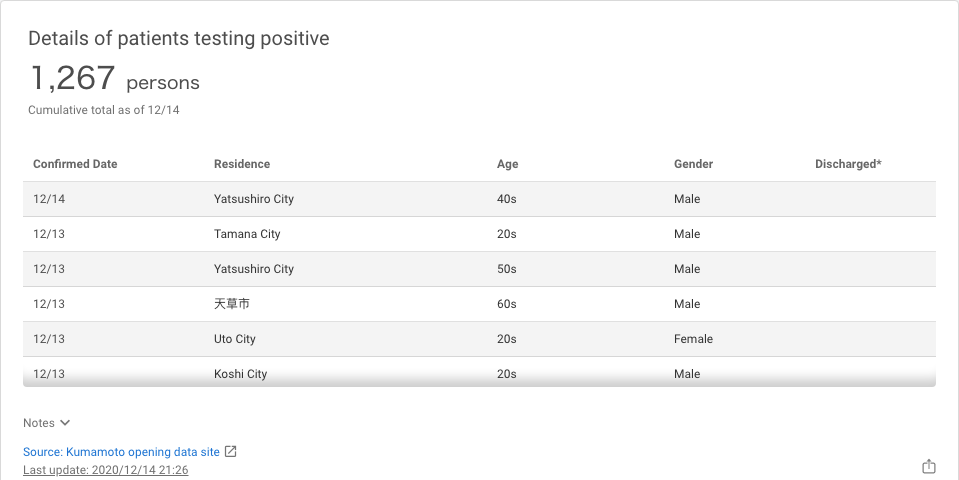 Details of patients testing positive
1,267 persons
Cumulative total as of 12/14
Confirmed Date Residence Age Gender Discharged*
12/14 Yatsushiro City 40s Male
12/13 Tamana City 20s Male
12/13 Yatsushiro City 50s Male
12/13 天草市 60s Male
12/13 Uto City 20s Female
12/13 Koshi City 20s Male
Notes
Source: Kumamoto opening data site
Last update: 2020/12/14 21:26